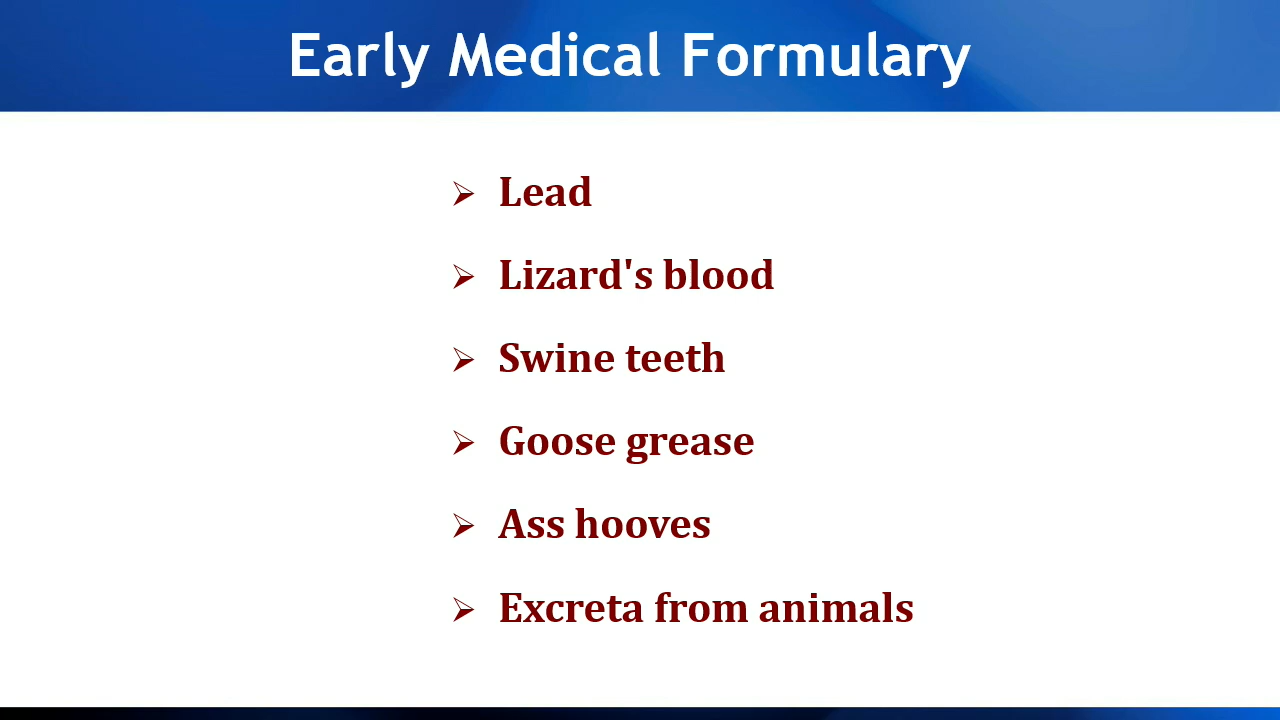 Early Medical Formulary
➢ Lead
➢ Lizard's blood
➢ Swine teeth
➢ Goose grease
➢ Ass hooves
➢ Excreta from animals